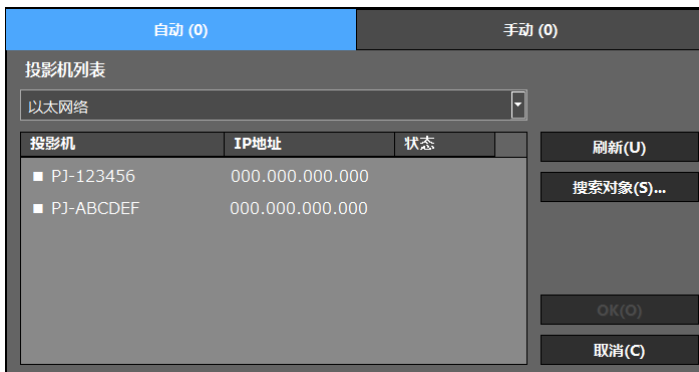 自动 (0) 手动 (0)
投影机列表
以太网络
投影机 IP地址 状态
刷新(U)
PJ-123456 000.000.000.000
搜索对象(S)...
PJ-ABCDEF 000.000.000.000
OK(O)
取消(C)